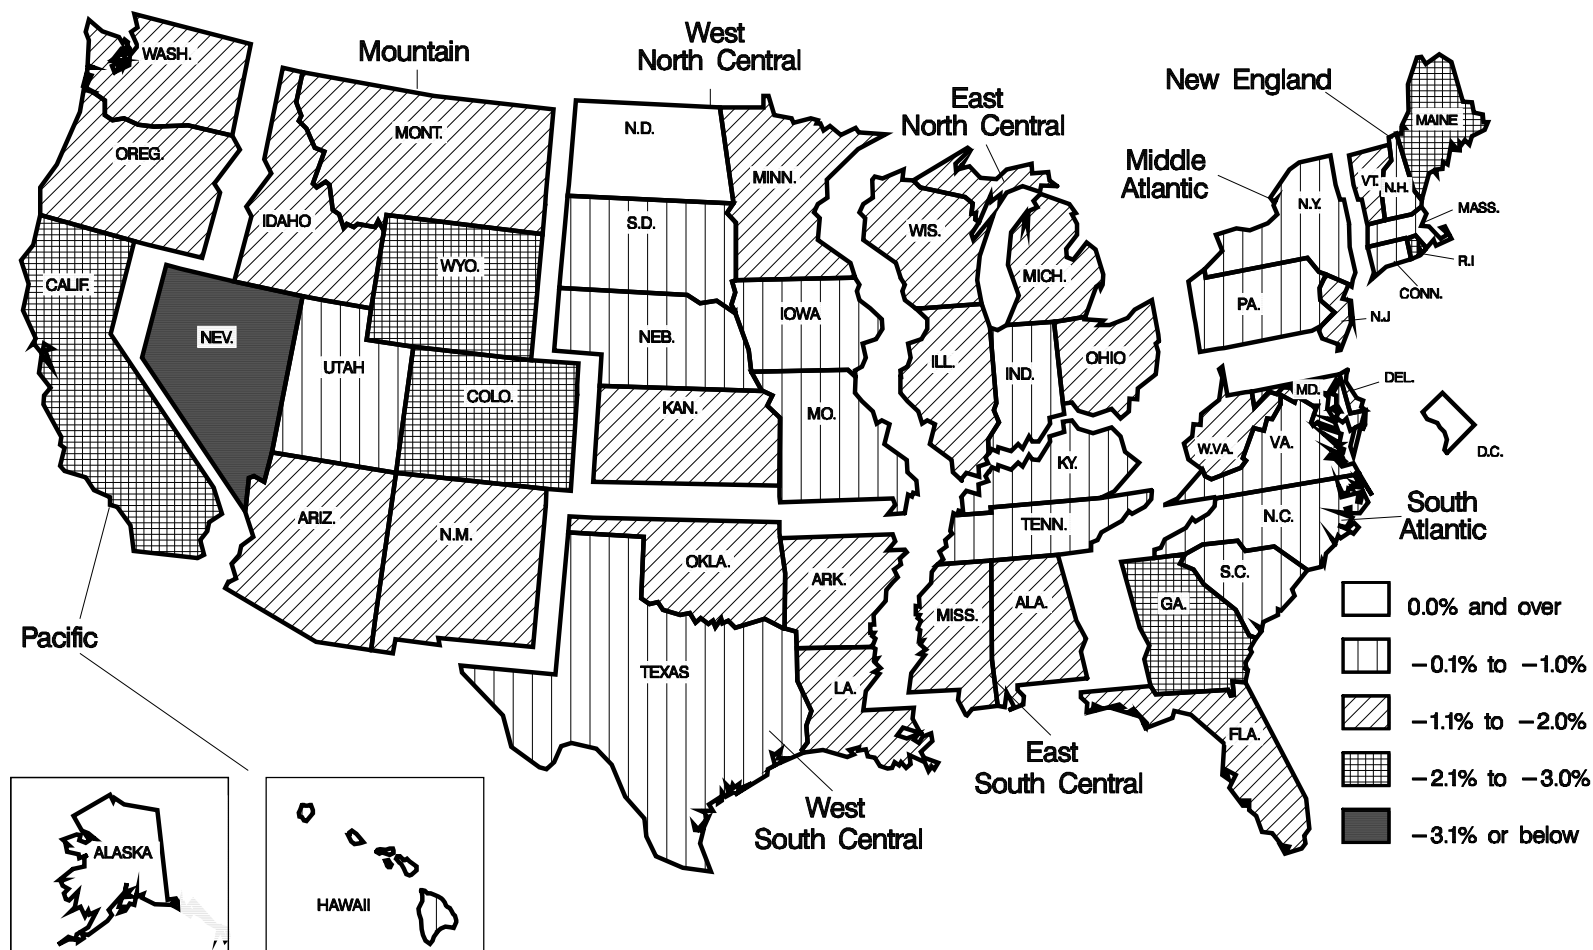 West
North Central
Mountain
East
North Central
New England
Middle
Atlantic
WASH.
MAINE
MONT.
N.D.
OREG.
MINN.
VT.
N.H.
N.Y.
MASS.
IDAHO
S.D.
WIS.
WYO.
MICH.
R.I
CALIF.
CONN.
PA.
N.J
NEV.
NEB.
IOWA
UTAH
ILL.
IND.
OHIO
COLO.
KAN.
MO.
MD.
DEL.
W.VA.
VA.
D.C.
KY.
ARIZ.
N.M.
TENN.
N.C.
South
Atlantic
OKLA.
ARK.
S.C.
MISS.
ALA.
GA.
Pacific
TEXAS
LA.
FLA.
East
South Central
West
South Central
ALASKA
HAWAII
0.0% and over
−0.1% to −1.0%
−1.1% to −2.0%
−2.1% to −3.0%
−3.1% or below